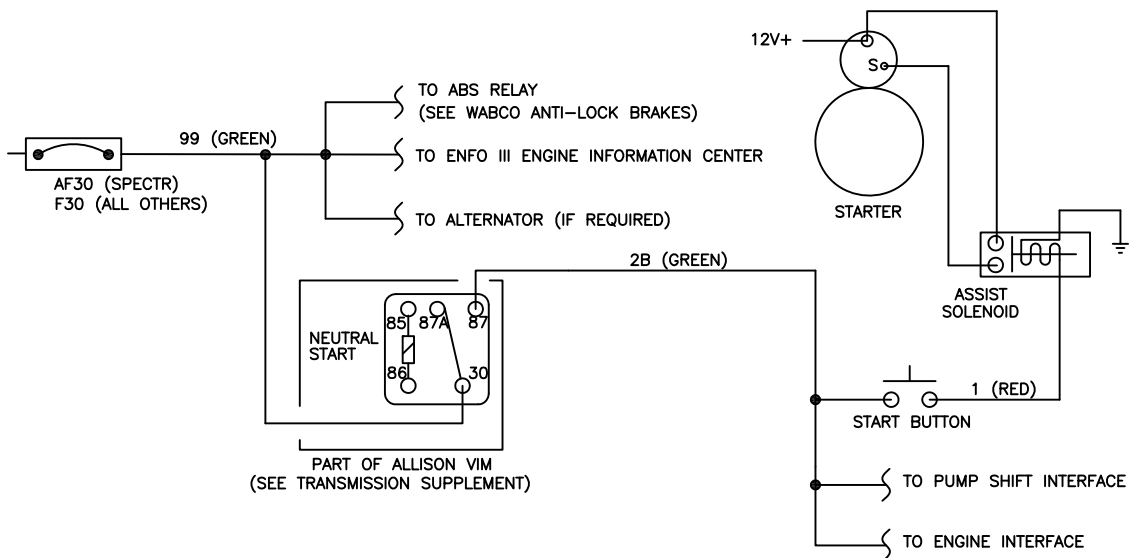 12V+
S
STARTER
TO ABS RELAY
(SEE WABCO ANTI-LOCK BRAKES)
99 (GREEN)
TO ENFO III ENGINE INFORMATION CENTER
AF30 (SPECTR)
F30 (ALL OTHERS)
TO ALTERNATOR (IF REQUIRED)
2B (GREEN)
ASSIST
SOLENOID
NEUTRAL
START
85
87A
87
86
30
1 (RED)
START BUTTON
PART OF ALLISON VIM
(SEE TRANSMISSION SUPPLEMENT)
TO PUMP SHIFT INTERFACE
TO ENGINE INTERFACE